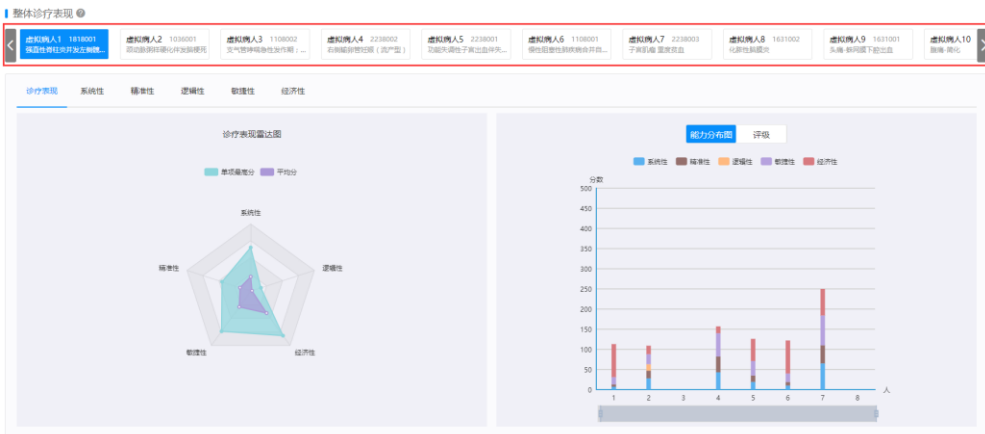 整体诊疗表现
虚拟病人1 1818001
强直性脊柱炎并发左侧髋...
虚拟病人2 1036001
颈动脉粥样硬化伴发脑梗死
虚拟病人3 1108002
支气管哮喘急性发作期；...
虚拟病人4 2238002
右侧输卵管妊娠（流产型）
虚拟病人5 2238001
功能失调性子宫出血伴失...
虚拟病人6 1108001
慢性阻塞性肺疾病合并自...
虚拟病人7 2238003
子宫肌瘤 重度贫血
虚拟病人8 1631002
化脓性脑膜炎
虚拟病人9 1631001
头痛-蛛网膜下腔出血
虚拟病人10
诊疗表现 系统性 精准性 逻辑性 敏捷性 经济性
诊疗表现雷达图
单项最高分 平均分
系统性
精准性
逻辑性
敏捷性
经济性
能力分布图 评级
系统性 精准性 逻辑性 敏捷性 经济性
分数
500
450
400
350
300
250
200
150
100
50
0
1 2 3 4 5 6 7 8
人